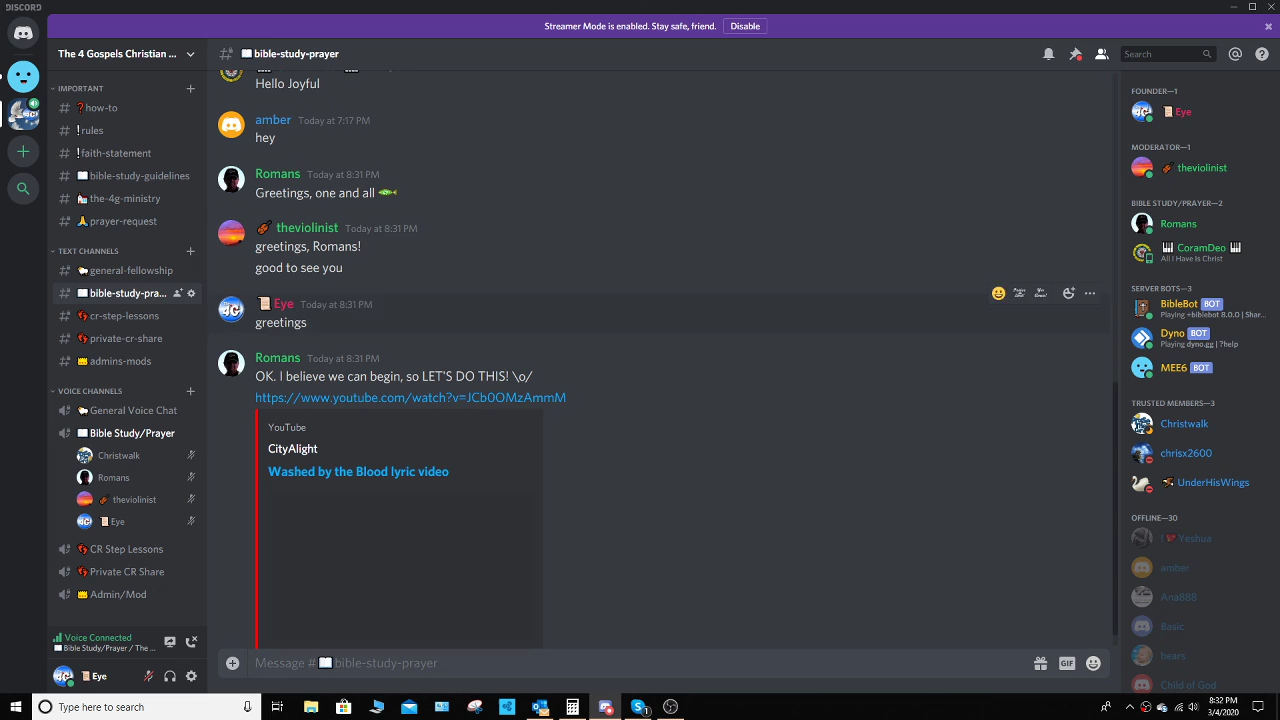 DISCORD
Streamer Mode is enabled. Stay safe, friend. Disable
The 4 Gospels Christian ...
IMPORTANT
how-to
rules
faith-statement
bible-study-guidelines
the-4g-ministry
prayer-request
TEXT CHANNELS
general-fellowship
bible-study-pra...
cr-step-lessons
private-cr-share
admins-mods
VOICE CHANNELS
General Voice Chat
Bible Study/Prayer
Christwalk
Romans
theviolinist
Eye
CR Step Lessons
Private CR Share
Admin/Mod
Voice Connected
Bible Study/Prayer / The ...
Eye
bible-study-prayer
Search
Hello Joyful
amber Today at 7:17 PM
hey
Romans Today at 8:31 PM
Greetings, one and all
theviolinist Today at 8:31 PM
greetings, Romans!
good to see you
Eye Today at 8:31 PM
greetings
Romans Today at 8:31 PM
OK. I believe we can begin, so LET'S DO THIS! \o/
https://www.youtube.com/watch?v=JCb0OMzAmmM
YouTube
CityAlight
Washed by the Blood lyric video
Message # bible-study-prayer
GIF
FOUNDER—1
Eye
MODERATOR—1
theviolinist
BIBLE STUDY/PRAYER—2
Romans
CoramDeo
All I Have Is Christ
SERVER BOTS—3
BibleBot BOT
Playing +biblebot 8.0.0 | Shar...
Dyno BOT
Playing dyno.gg | ?help
MEE6 BOT
TRUSTED MEMBERS—3
Christwalk
chrisx2600
UnderHisWings
OFFLINE—30
I Yeshua
amber
Ana888
Basic
bears
Child of God
Type here to search
8:32 PM
3/4/2020